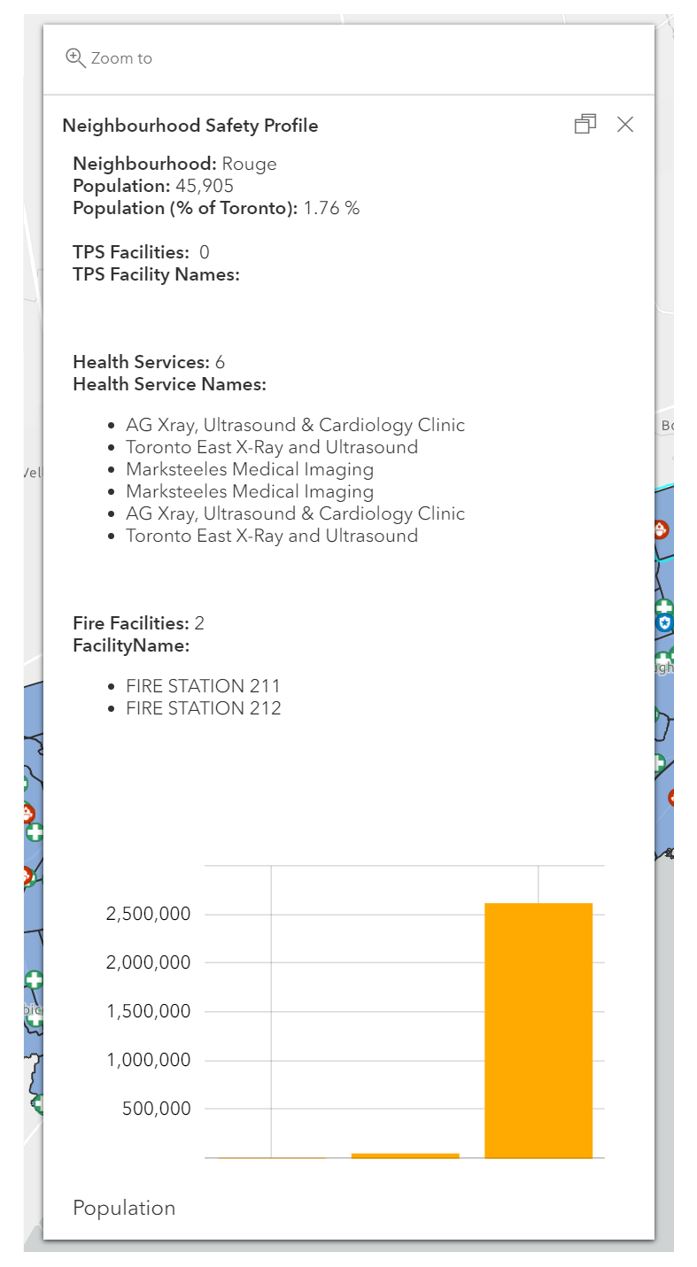 Zoom to
Neighbourhood Safety Profile
Neighbourhood: Rouge
Population: 45,905
Population (% of Toronto): 1.76 %
TPS Facilities: 0
TPS Facility Names:
Health Services: 6
Health Service Names:
• AG Xray, Ultrasound & Cardiology Clinic
• Toronto East X-Ray and Ultrasound
• Marksteeles Medical Imaging
• Marksteeles Medical Imaging
• AG Xray, Ultrasound & Cardiology Clinic
• Toronto East X-Ray and Ultrasound
Fire Facilities: 2
FacilityName:
• FIRE STATION 211
• FIRE STATION 212
2,500,000
2,000,000
1,500,000
1,000,000
500,000
Population